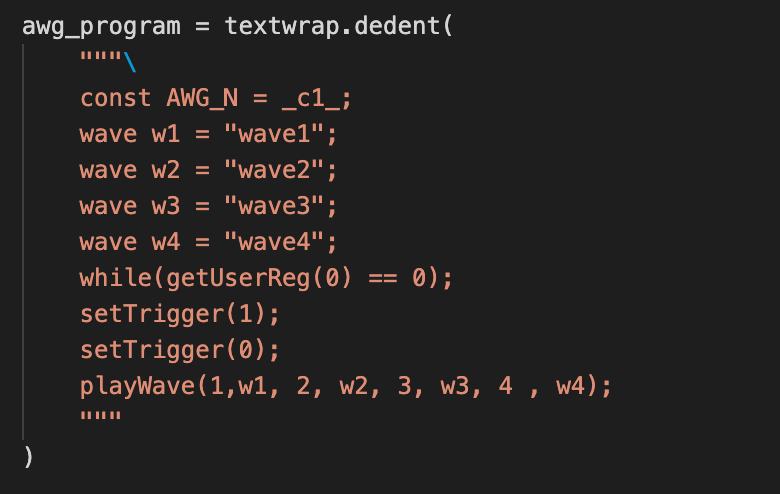 awg_program = textwrap.dedent(
    """\
    const AWG_N = _c1_;
    wave w1 = "wave1";
    wave w2 = "wave2";
    wave w3 = "wave3";
    wave w4 = "wave4";
    while(getUserReg(0) == 0);
    setTrigger(1);
    setTrigger(0);
    playWave(1,w1, 2, w2, 3, w3, 4 , w4);
    """
)